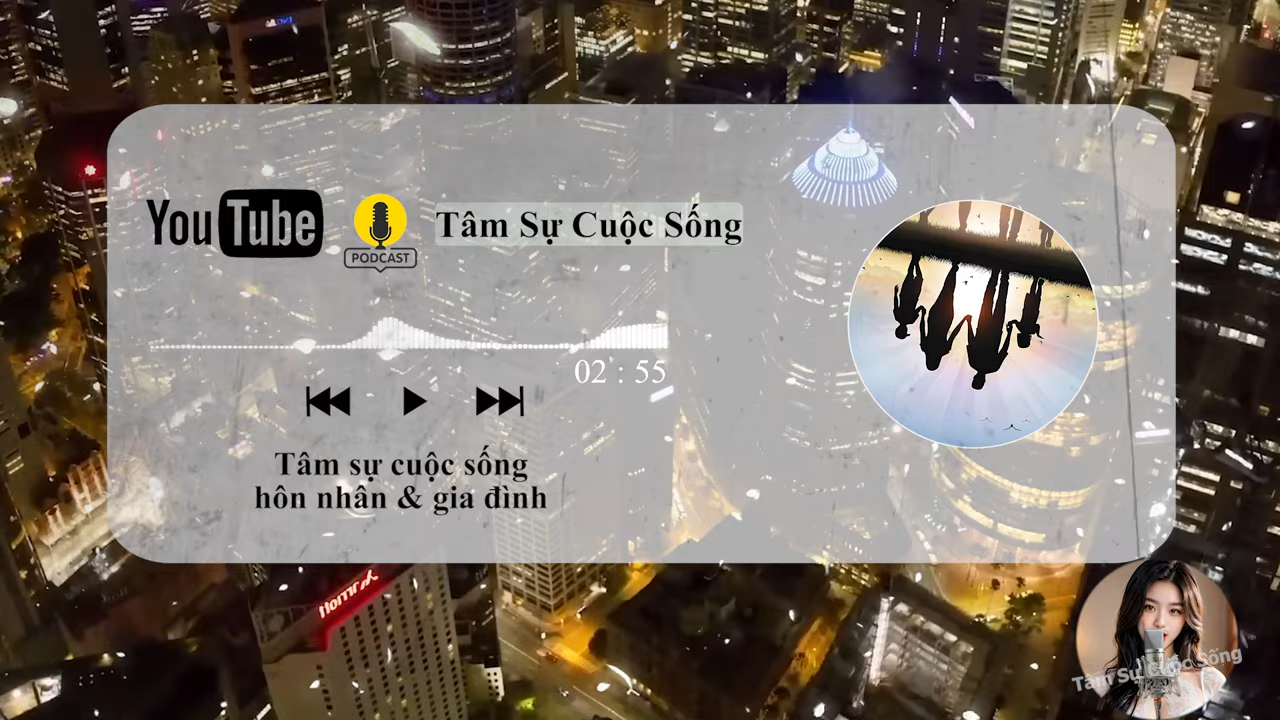 YouTube
PODCAST
Tâm Sự Cuộc Sống
02 : 55
Tâm sự cuộc sống
hôn nhân & gia đình
Tâm Sự Cuộc Sống